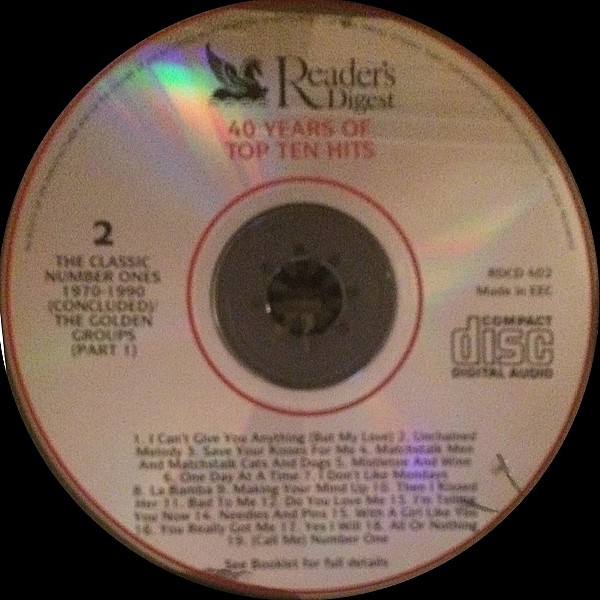 Reader's
Digest
40 YEARS OF
TOP TEN HITS
2
THE CLASSIC
NUMBER ONES
1970-1990
(CONCLUDED)/
THE GOLDEN
GROUPS
(PART 1)
RDCD 402
Made in EEC
COMPACT
disc
DIGITAL AUDIO
1. I Can't Give You Anything (But My Love) 2. Unchained
Melody 3. Save Your Kisses For Me 4. Matchstalk Men
And Matchstalk Cats And Dogs 5. Mistletoe And Wine
6. One Day At A Time 7. I Don't Like Mondays
8. La Bamba 9. Making Your Mind Up 10. Then I Kissed
Her 11. Bad To Me 12. Do You Love Me 13. I'm Telling
You Now 14. Needles And Pins 15. With A Girl Like You
16. You Really Got Me 17. Yes I Will 18. All Or Nothing
19. (Call Me) Number One
See Booklet for full details